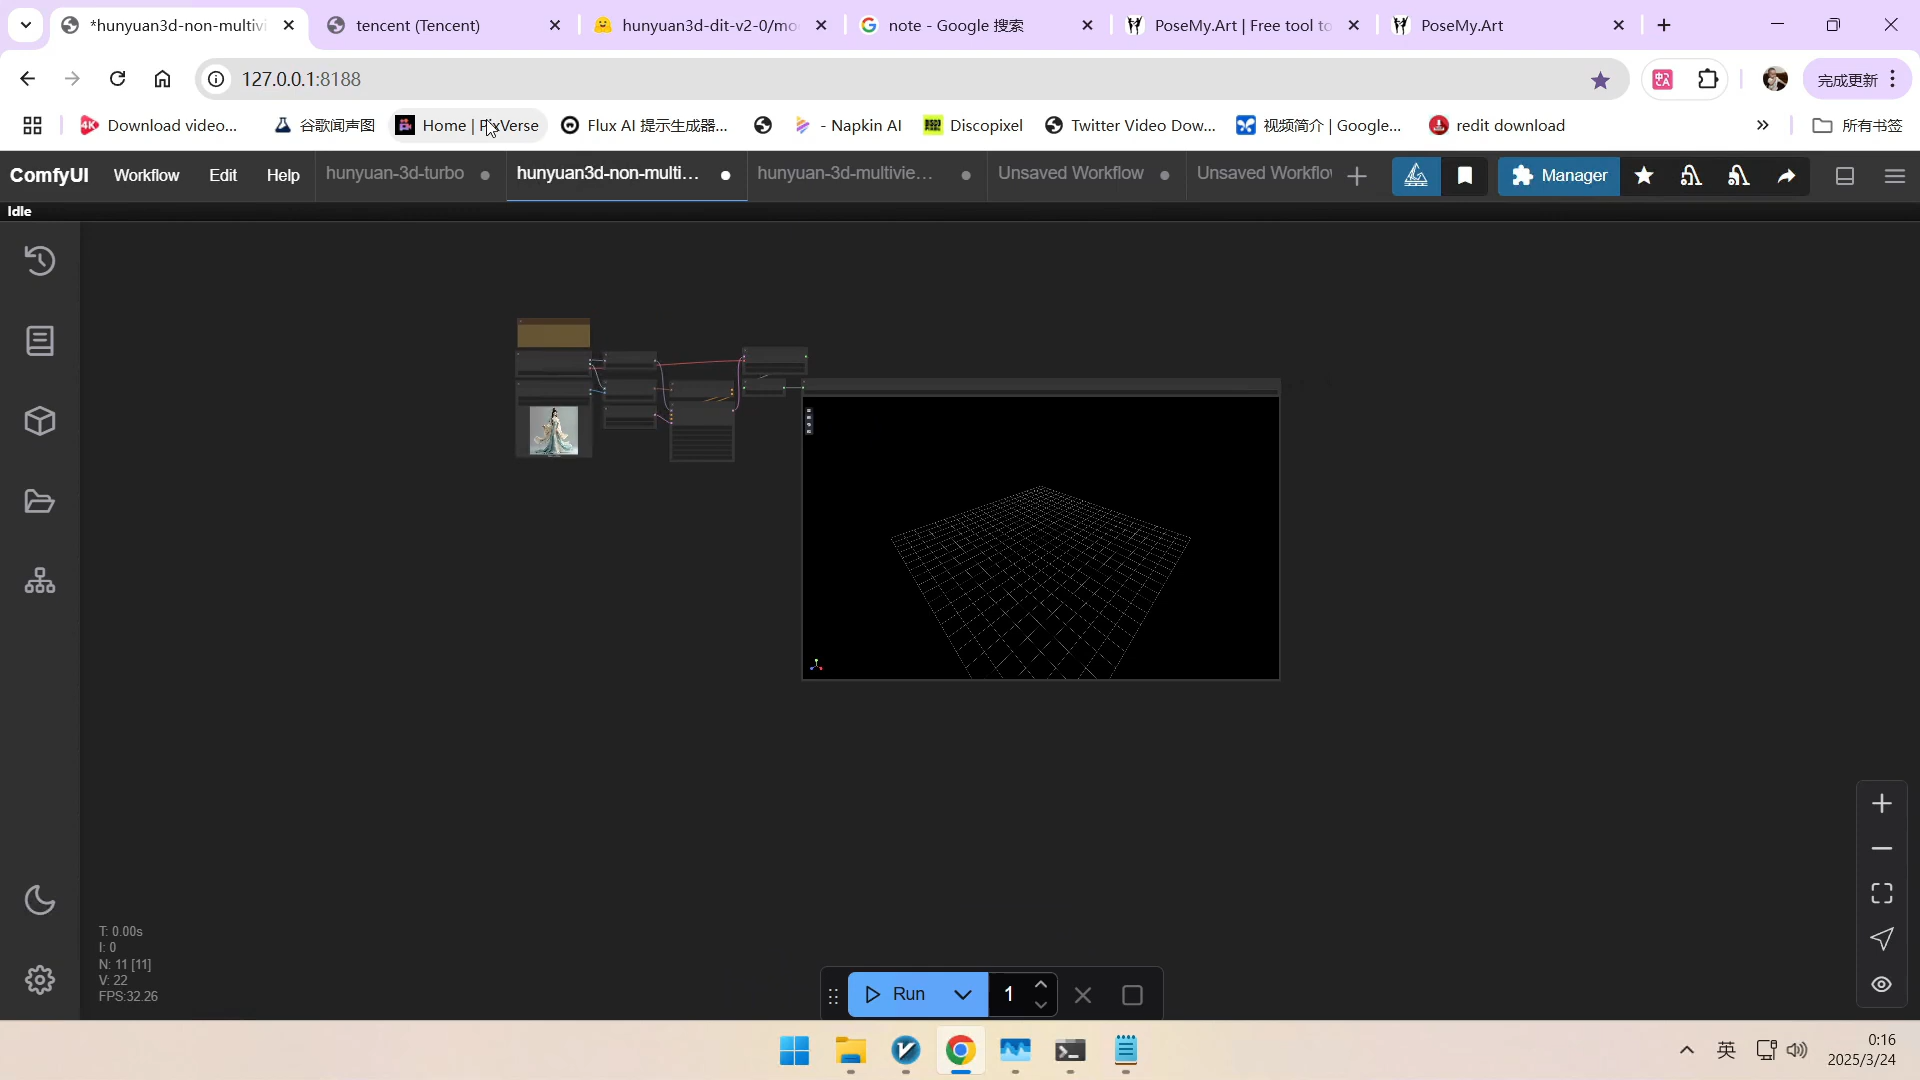 *hunyuan3d-non-multivi
tencent (Tencent)
hunyuan3d-dit-v2-0/mo
note - Google 搜索
PoseMy.Art | Free tool to
PoseMy.Art
127.0.0.1:8188
完成更新
Download video...
谷歌闻声图
Home | PixVerse
Flux AI 提示生成器...
- Napkin AI
Discopixel
Twitter Video Dow...
视频简介 | Google...
redit download
所有书签
ComfyUI
Workflow
Edit
Help
hunyuan-3d-turbo
hunyuan3d-non-multi...
hunyuan-3d-multivie...
Unsaved Workflow
Unsaved Workflo
Manager
Idle
T: 0.00s
I: 0
N: 11 [11]
V: 22
FPS:32.26
Run
1
英
0:16
2025/3/24